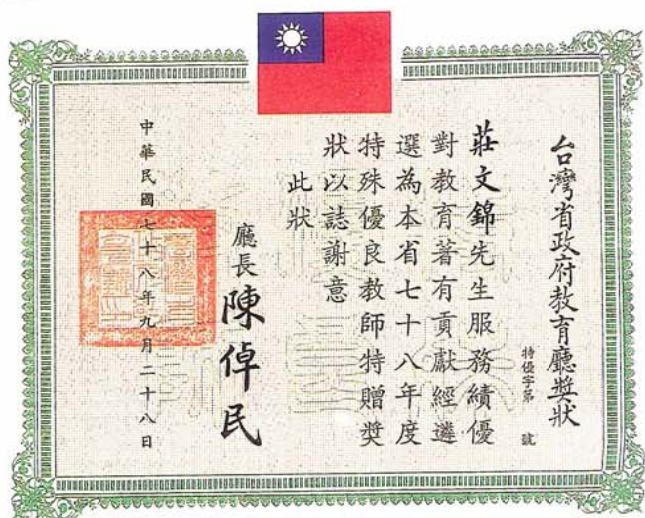 台灣省政府教育廳獎狀
特優字第　號
莊文錦先生服務績優
對教育著有貢獻經遴
選為本省七十八年度
特殊優良教師特贈獎
狀以誌謝意
此狀
廳長陳倬民
中華民國七十八年九月二十八日